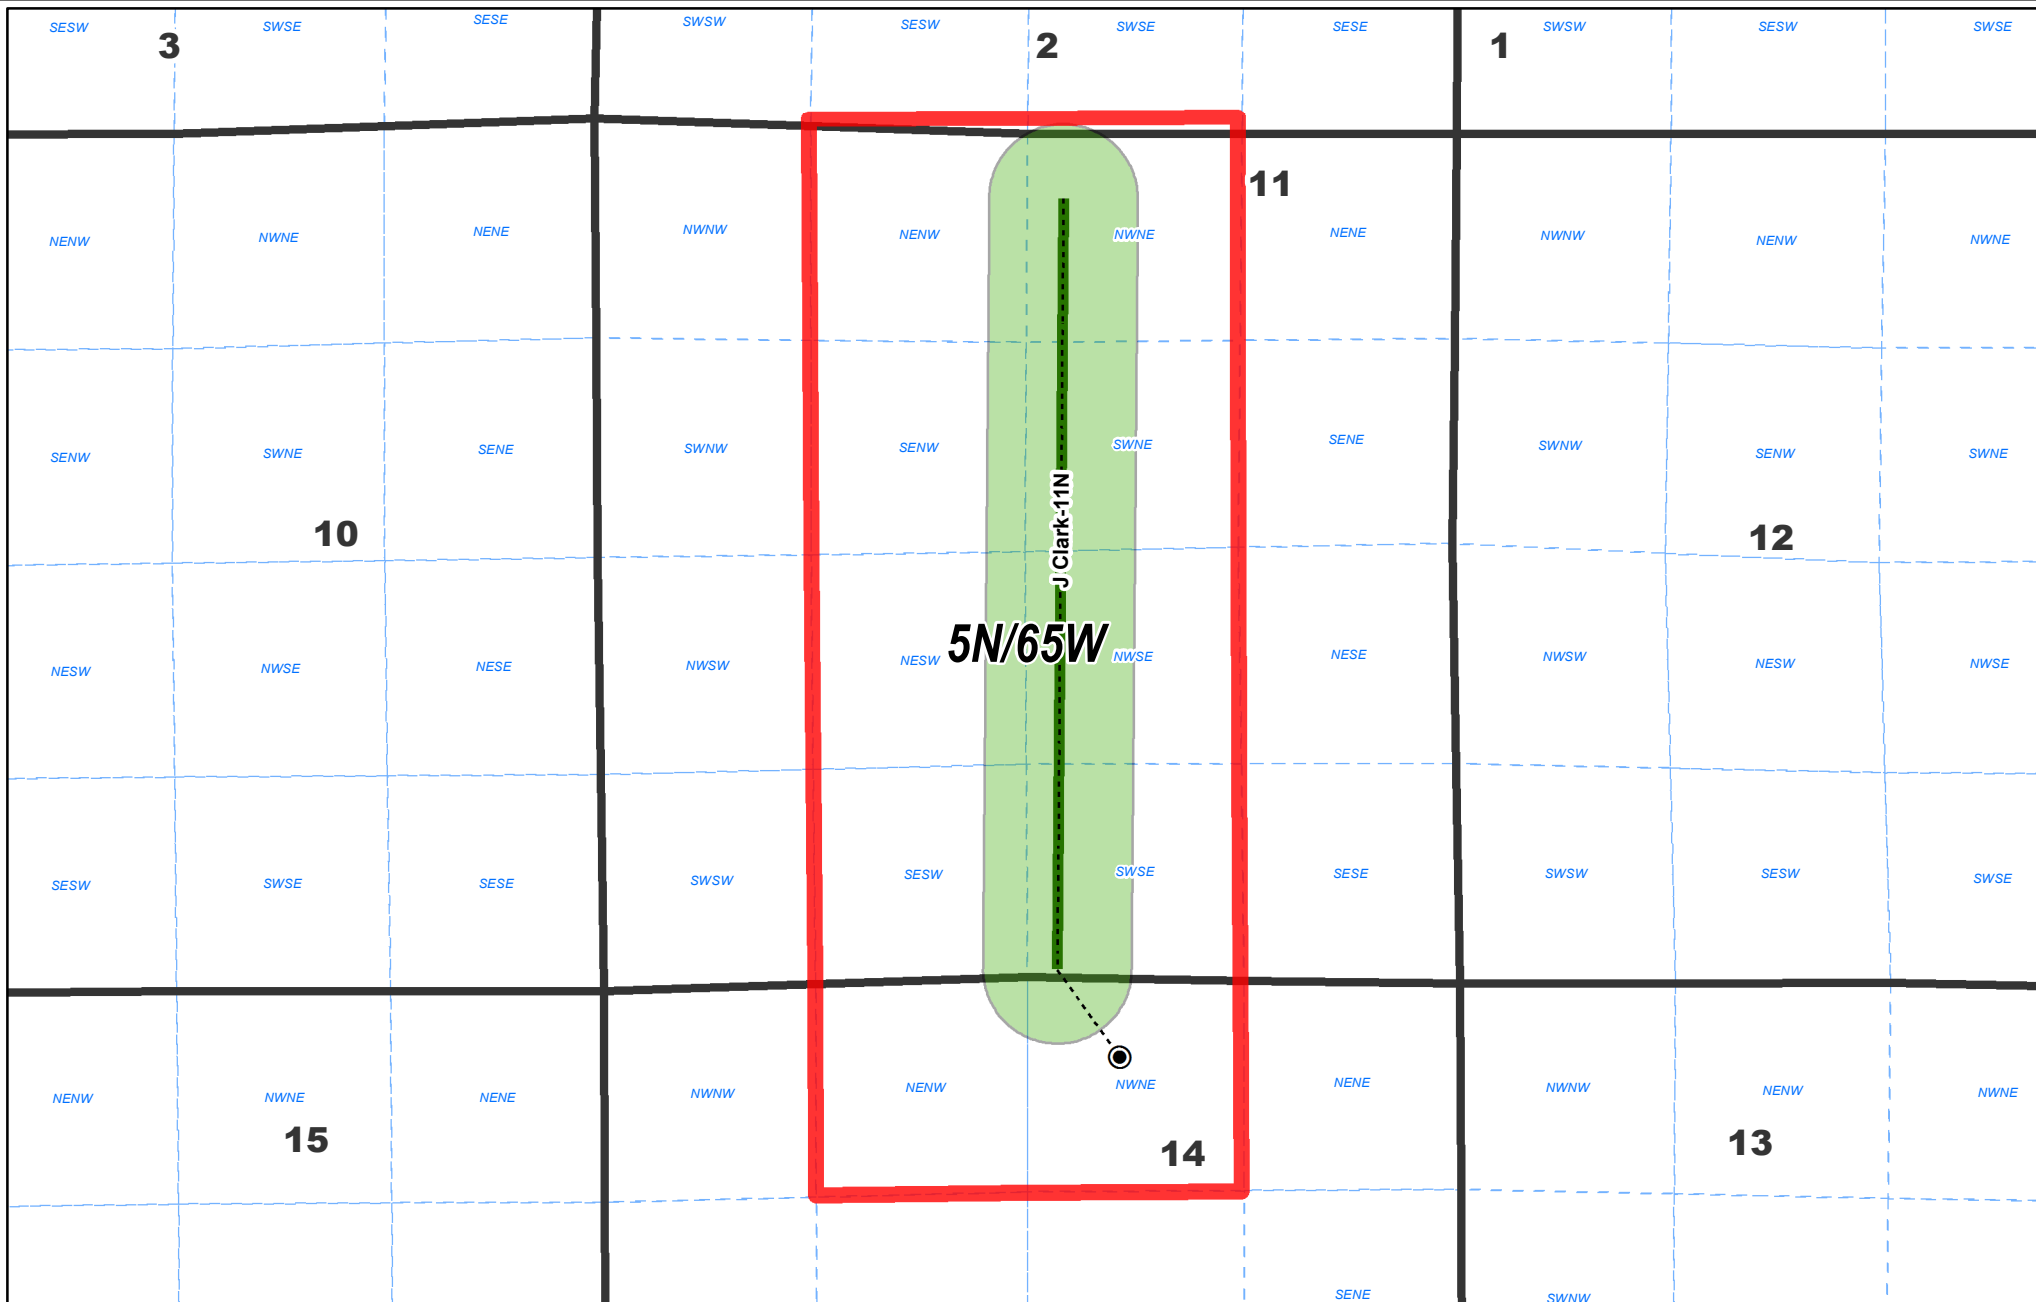 SESW SWSE SESE SWSW SESW SWSE SESE SWSW SESW SWSE
3 2 1
11
NENW NWNE NENE NWNW NENW NWNE NENE NWNW NENW NWNE
SENW SWNE SENE SWNW SENW SWNE SENE SWNW SENW SWNE
10 12
J Clark-11N
5N/65W
NESW NWSE NESE NWSW NESW NWSE NESE NWSW NESW NWSE
SESW SWSE SESE SWSW SESW SWSE SESE SWSW SESW SWSE
NENW NWNE NENE NWNW NENW NWNE NENE NWNW NENW NWNE
15 14 13
SENE SWNW